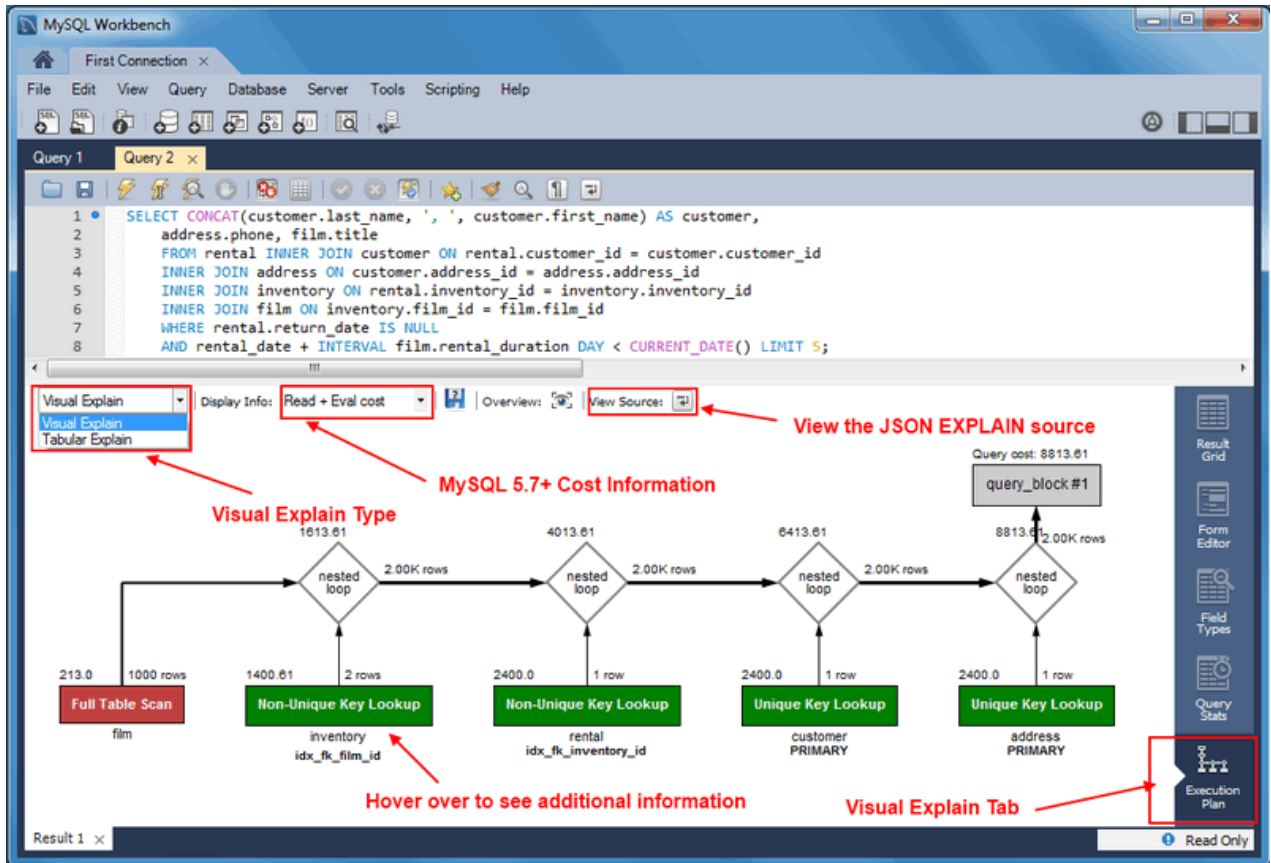 MySQL Workbench
First Connection ×
File Edit View Query Database Server Tools Scripting Help
Query 1 Query 2 ×
1 SELECT CONCAT(customer.last_name, ', ', customer.first_name) AS customer,
2 address.phone, film.title
3 FROM rental INNER JOIN customer ON rental.customer_id = customer.customer_id
4 INNER JOIN address ON customer.address_id = address.address_id
5 INNER JOIN inventory ON rental.inventory_id = inventory.inventory_id
6 INNER JOIN film ON inventory.film_id = film.film_id
7 WHERE rental.return_date IS NULL
8 AND rental_date + INTERVAL film.rental_duration DAY < CURRENT_DATE() LIMIT 5;
Visual Explain Display Info: Read + Eval cost Overview: View Source:
Visual Explain
Tabular Explain
View the JSON EXPLAIN source
MySQL 5.7+ Cost Information
Visual Explain Type
Query cost: 8813.61
query_block #1
1613.61 4013.61 6413.61 8813.61
2.00K rows
nested loop 2.00K rows nested loop 2.00K rows nested loop 2.00K rows nested loop
213.0 1000 rows 1400.61 2 rows 2400.0 1 row 2400.0 1 row 2400.0 1 row
Full Table Scan Non-Unique Key Lookup Non-Unique Key Lookup Unique Key Lookup Unique Key Lookup
film inventory rental customer address
idx_fk_film_id idx_fk_inventory_id PRIMARY PRIMARY
Hover over to see additional information
Visual Explain Tab
Result
Grid
Form
Editor
Field
Types
Query
Stats
Execution
Plan
Result 1 ×
Read Only